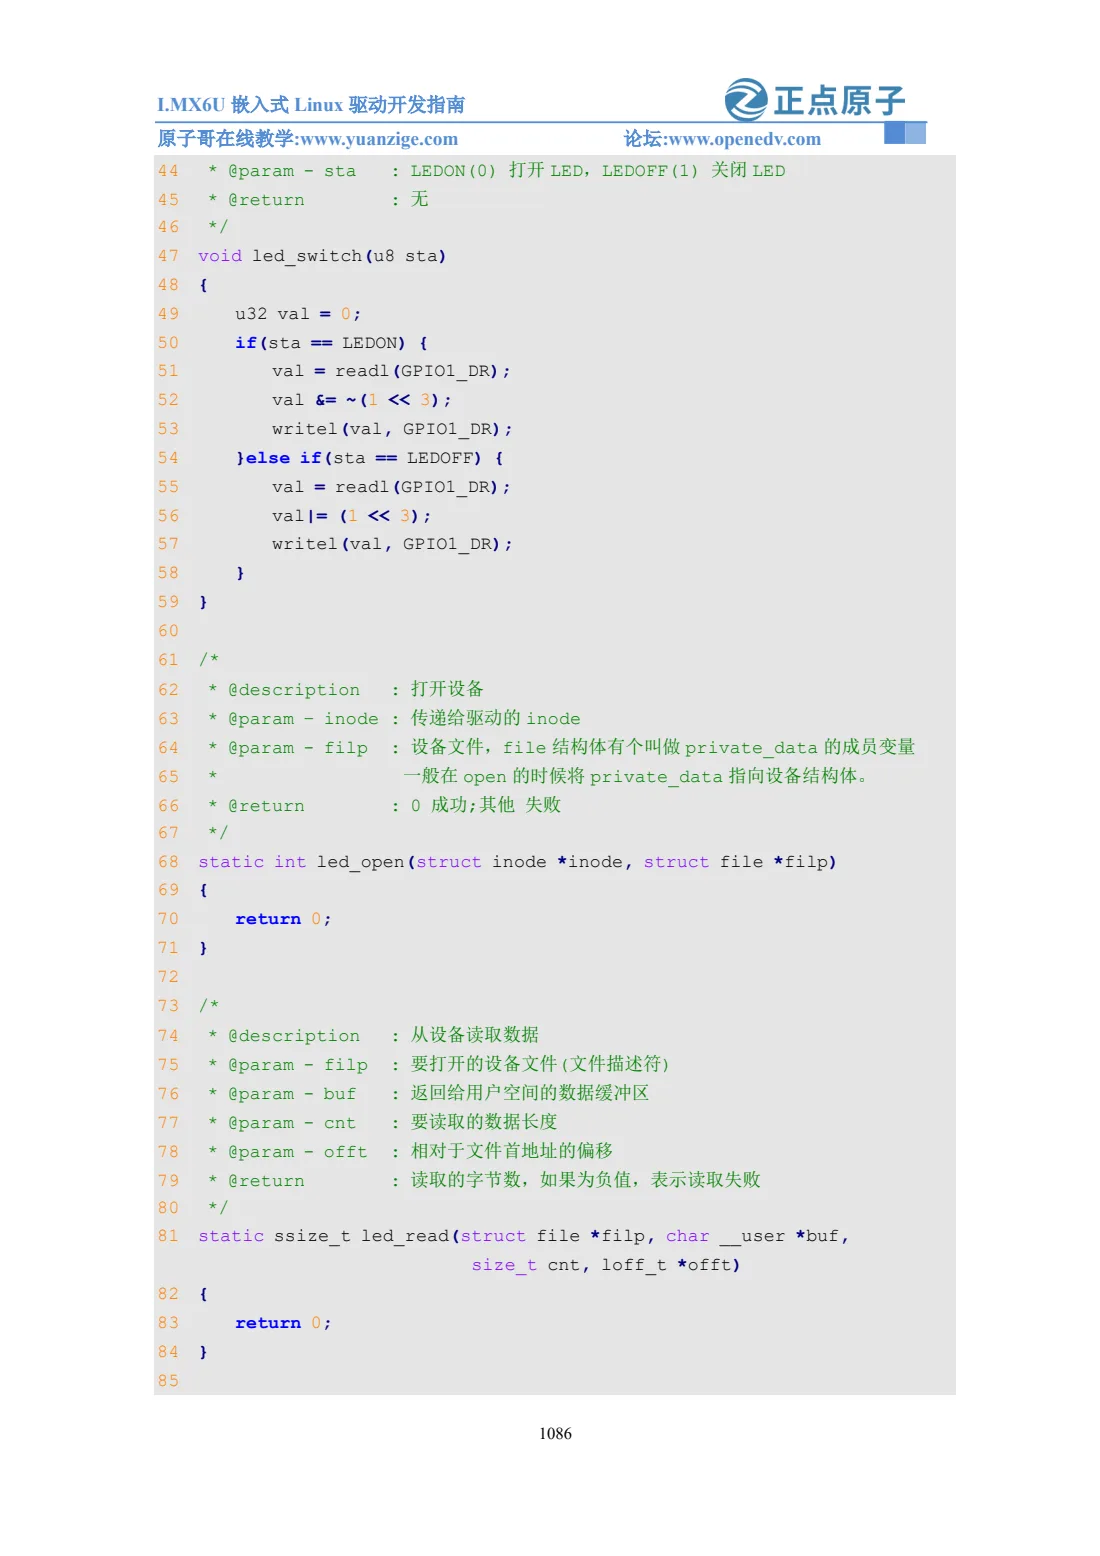 I.MX6U 嵌入式 Linux 驱动开发指南
正点原子
原子哥在线教学:www.yuanzige.com 论坛:www.openedv.com
44 * @param - sta : LEDON(0) 打开 LED，LEDOFF(1) 关闭 LED
45 * @return : 无
46 */
47 void led_switch(u8 sta)
48 {
49 u32 val = 0;
50 if(sta == LEDON) {
51 val = readl(GPIO1_DR);
52 val &= ~(1 << 3);
53 writel(val, GPIO1_DR);
54 }else if(sta == LEDOFF) {
55 val = readl(GPIO1_DR);
56 val|= (1 << 3);
57 writel(val, GPIO1_DR);
58 }
59 }
60
61 /*
62 * @description : 打开设备
63 * @param – inode : 传递给驱动的 inode
64 * @param - filp : 设备文件，file 结构体有个叫做 private_data 的成员变量
65 * 一般在 open 的时候将 private_data 指向设备结构体。
66 * @return : 0 成功;其他 失败
67 */
68 static int led_open(struct inode *inode, struct file *filp)
69 {
70 return 0;
71 }
72
73 /*
74 * @description : 从设备读取数据
75 * @param - filp : 要打开的设备文件(文件描述符)
76 * @param - buf : 返回给用户空间的数据缓冲区
77 * @param - cnt : 要读取的数据长度
78 * @param - offt : 相对于文件首地址的偏移
79 * @return : 读取的字节数，如果为负值，表示读取失败
80 */
81 static ssize_t led_read(struct file *filp, char __user *buf,
size_t cnt, loff_t *offt)
82 {
83 return 0;
84 }
85
1086